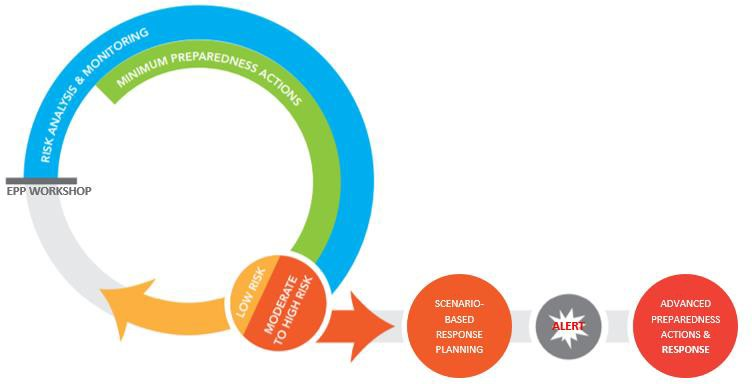 RISK ANALYSIS & MONITORING
MINIMUM PREPAREDNESS ACTIONS
EPP WORKSHOP
LOW RISK
MODERATE
TO HIGH RISK
SCENARIO-
BASED
RESPONSE
PLANNING
ALERT
ADVANCED
PREPAREDNESS
ACTIONS &
RESPONSE